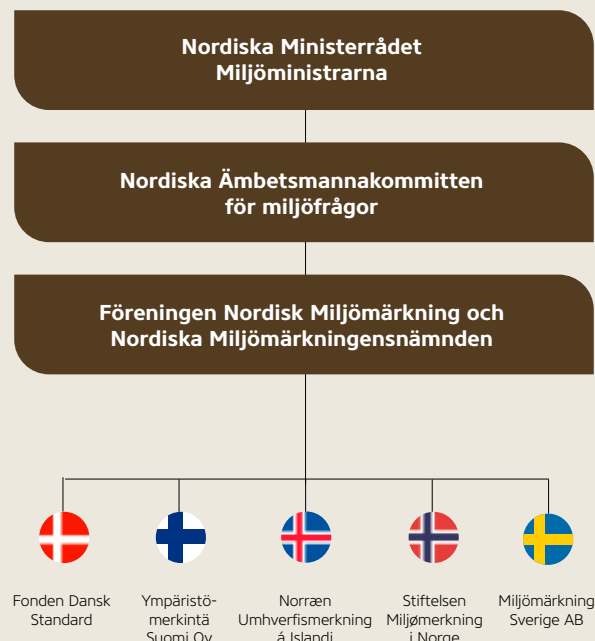 Nordiska Ministerrådet
Miljöministrarna
Nordiska Ämbetsmannakommitten
för miljöfrågor
Föreningen Nordisk Miljömärkning och
Nordiska Miljömärkningensnämnden
Fonden Dansk
Standard
Ympäristö-
merkintä
Suomi Oy
Norræn
Umhverfismerkning
á Íslandi
Stiftelsen
Miljømerkning
i Norge
Miljömärkning
Sverige AB